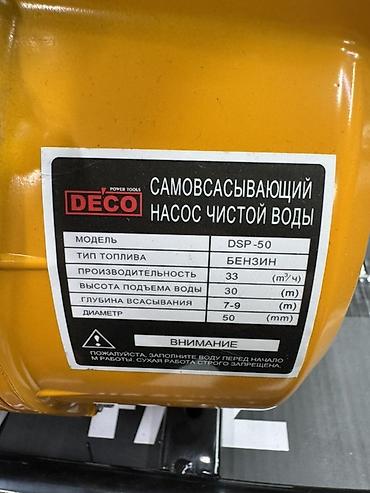 POWER TOOLS
DECO
САМОВСАСЫВАЮЩИЙ
НАСОС ЧИСТОЙ ВОДЫ
МОДЕЛЬ DSP-50
ТИП ТОПЛИВА БЕНЗИН
ПРОИЗВОДИТЕЛЬНОСТЬ 33 (m³/ч)
ВЫСОТА ПОДЪЕМА ВОДЫ 30 (m)
ГЛУБИНА ВСАСЫВАНИЯ 7-9 (m)
ДИАМЕТР 50 (mm)
ВНИМАНИЕ
ПОЖАЛУЙСТА, ЗАПОЛНИТЕ ВОДУ ПЕРЕД НАЧАЛО
М РАБОТЫ. СУХАЯ РАБОТА СТРОГО ЗАПРЕЩЕНА.